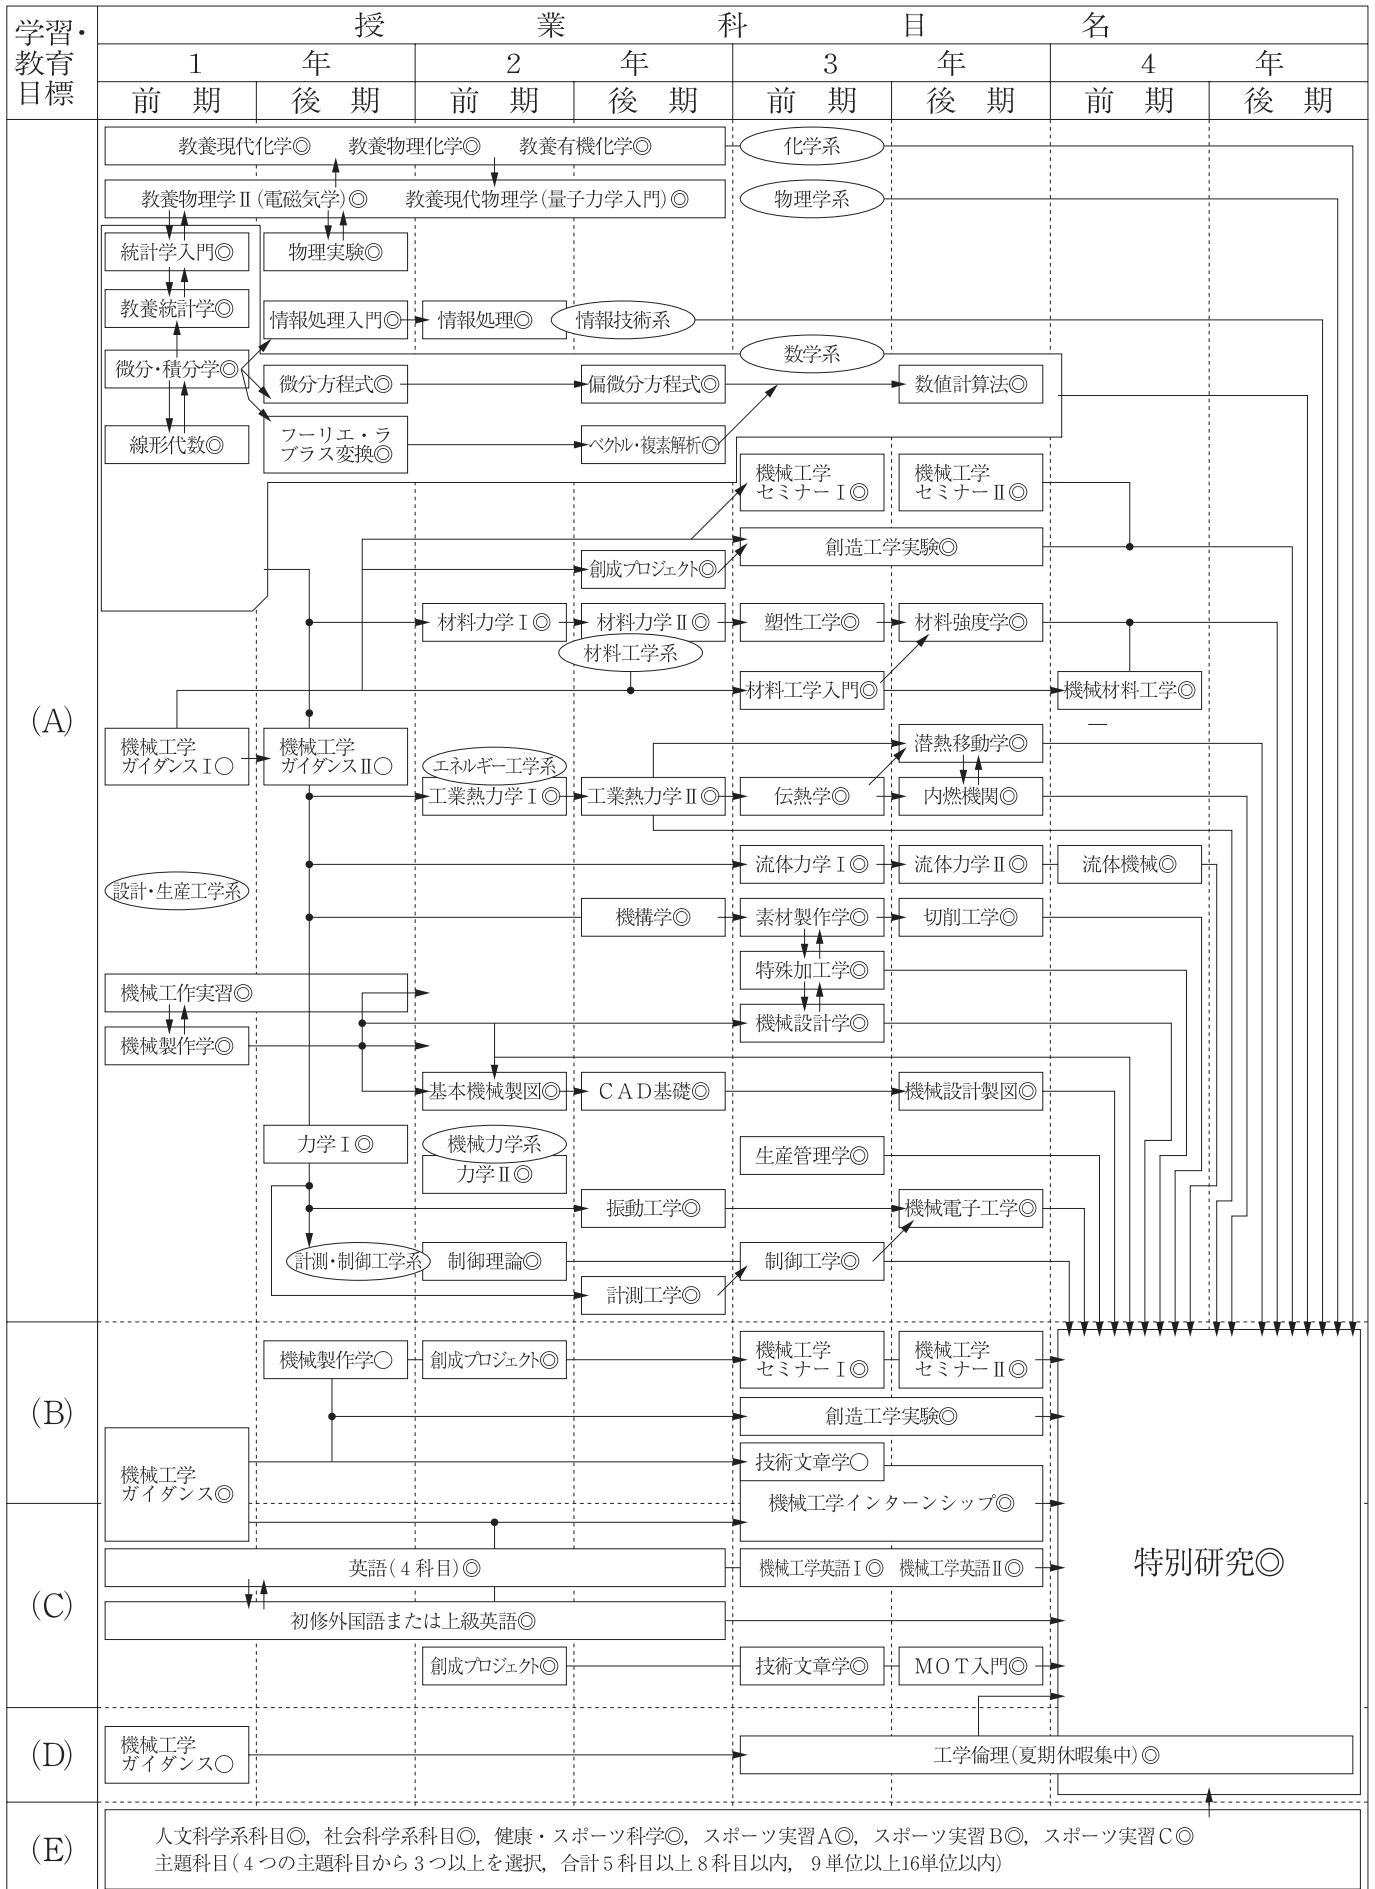 学習・
教育
目標
授業科目名
1年
2年
3年
4年
前期 後期 前期 後期 前期 後期 前期 後期
(A)
教養現代化学◎ 教養物理化学◎ 教養有機化学◎
化学系
教養物理学Ⅱ(電磁気学)◎ 教養現代物理学(量子力学入門)◎
物理学系
統計学入門◎
物理実験◎
教養統計学◎
情報処理入門◎
情報処理◎
情報技術系
数学系
微分・積分学◎
微分方程式◎
偏微分方程式◎
数値計算法◎
線形代数◎
フーリエ・ラ
プラス変換◎
ベクトル・複素解析◎
機械工学
セミナーⅠ◎
機械工学
セミナーⅡ◎
創造工学実験◎
創成プロジェクト◎
材料力学Ⅰ◎
材料力学Ⅱ◎
塑性工学◎
材料強度学◎
材料工学系
材料工学入門◎
機械材料工学◎
機械工学
ガイダンスⅠ○
機械工学
ガイダンスⅡ○
潜熱移動学◎
エネルギー工学系
工業熱力学Ⅰ◎
工業熱力学Ⅱ◎
伝熱学◎
内燃機関◎
流体力学Ⅰ◎
流体力学Ⅱ◎
流体機械◎
設計・生産工学系
機構学◎
素材製作学◎
切削工学◎
特殊加工学◎
機械工作実習◎
機械設計学◎
機械製作学◎
基本機械製図◎
CAD基礎◎
機械設計製図◎
力学Ⅰ◎
機械力学系
力学Ⅱ◎
生産管理学◎
振動工学◎
機械電子工学◎
計測・制御工学系
制御理論◎
制御工学◎
計測工学◎
(B)
機械製作学○
創成プロジェクト◎
機械工学
セミナーⅠ◎
機械工学
セミナーⅡ◎
創造工学実験◎
機械工学
ガイダンス◎
技術文章学○
機械工学インターンシップ◎
特別研究◎
(C)
英語(4科目)◎
機械工学英語Ⅰ◎ 機械工学英語Ⅱ◎
初修外国語または上級英語◎
創成プロジェクト◎
技術文章学◎
MOT入門◎
(D)
機械工学
ガイダンス○
工学倫理(夏期休暇集中)◎
(E)
人文科学系科目◎，社会科学系科目◎，健康・スポーツ科学◎，スポーツ実習A◎，スポーツ実習B◎，スポーツ実習C◎
主題科目(4つの主題科目から3つ以上を選択，合計5科目以上8科目以内，9単位以上16単位以内)